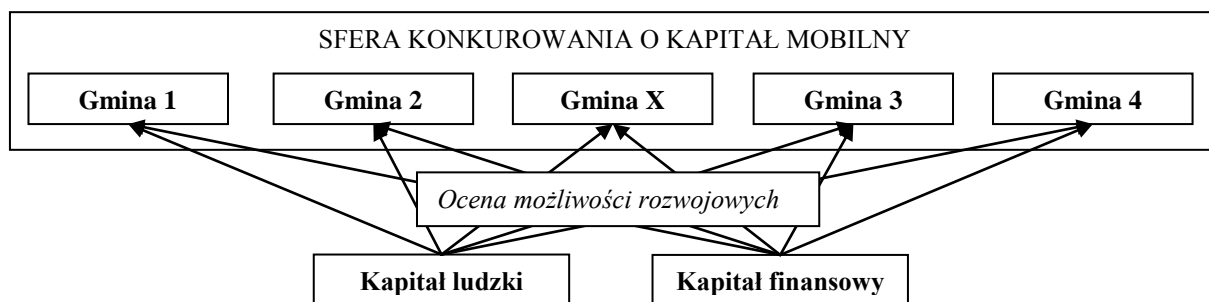 SFERA KONKUROWANIA O KAPITAŁ MOBILNY
Gmina 1 Gmina 2 Gmina X Gmina 3 Gmina 4
Ocena możliwości rozwojowych
Kapitał ludzki Kapitał finansowy